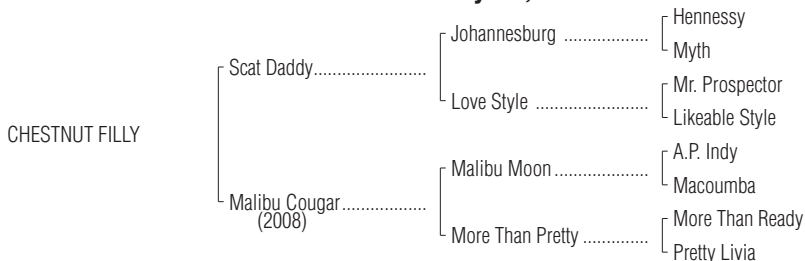 Hennessy
Johannesburg ..................
Myth
Scat Daddy........................
Mr. Prospector
Love Style ........................
Likeable Style
CHESTNUT FILLY
A.P. Indy
Malibu Moon....................
Macoumba
Malibu Cougar..................
(2008)
More Than Ready
More Than Pretty ..............
Pretty Livia